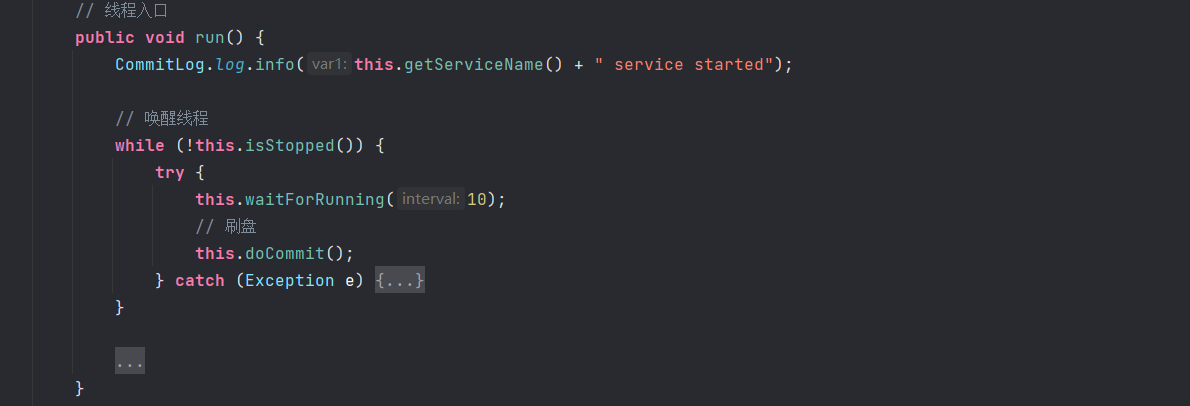 // 线程入口
public void run() {
CommitLog.log.info( var1: this.getServiceName() + " service started");
// 唤醒线程
while (!this.isStopped()) {
try {
this.waitForRunning( interval: 10);
// 刷盘
this.doCommit();
} catch (Exception e) {...}
}
...
}